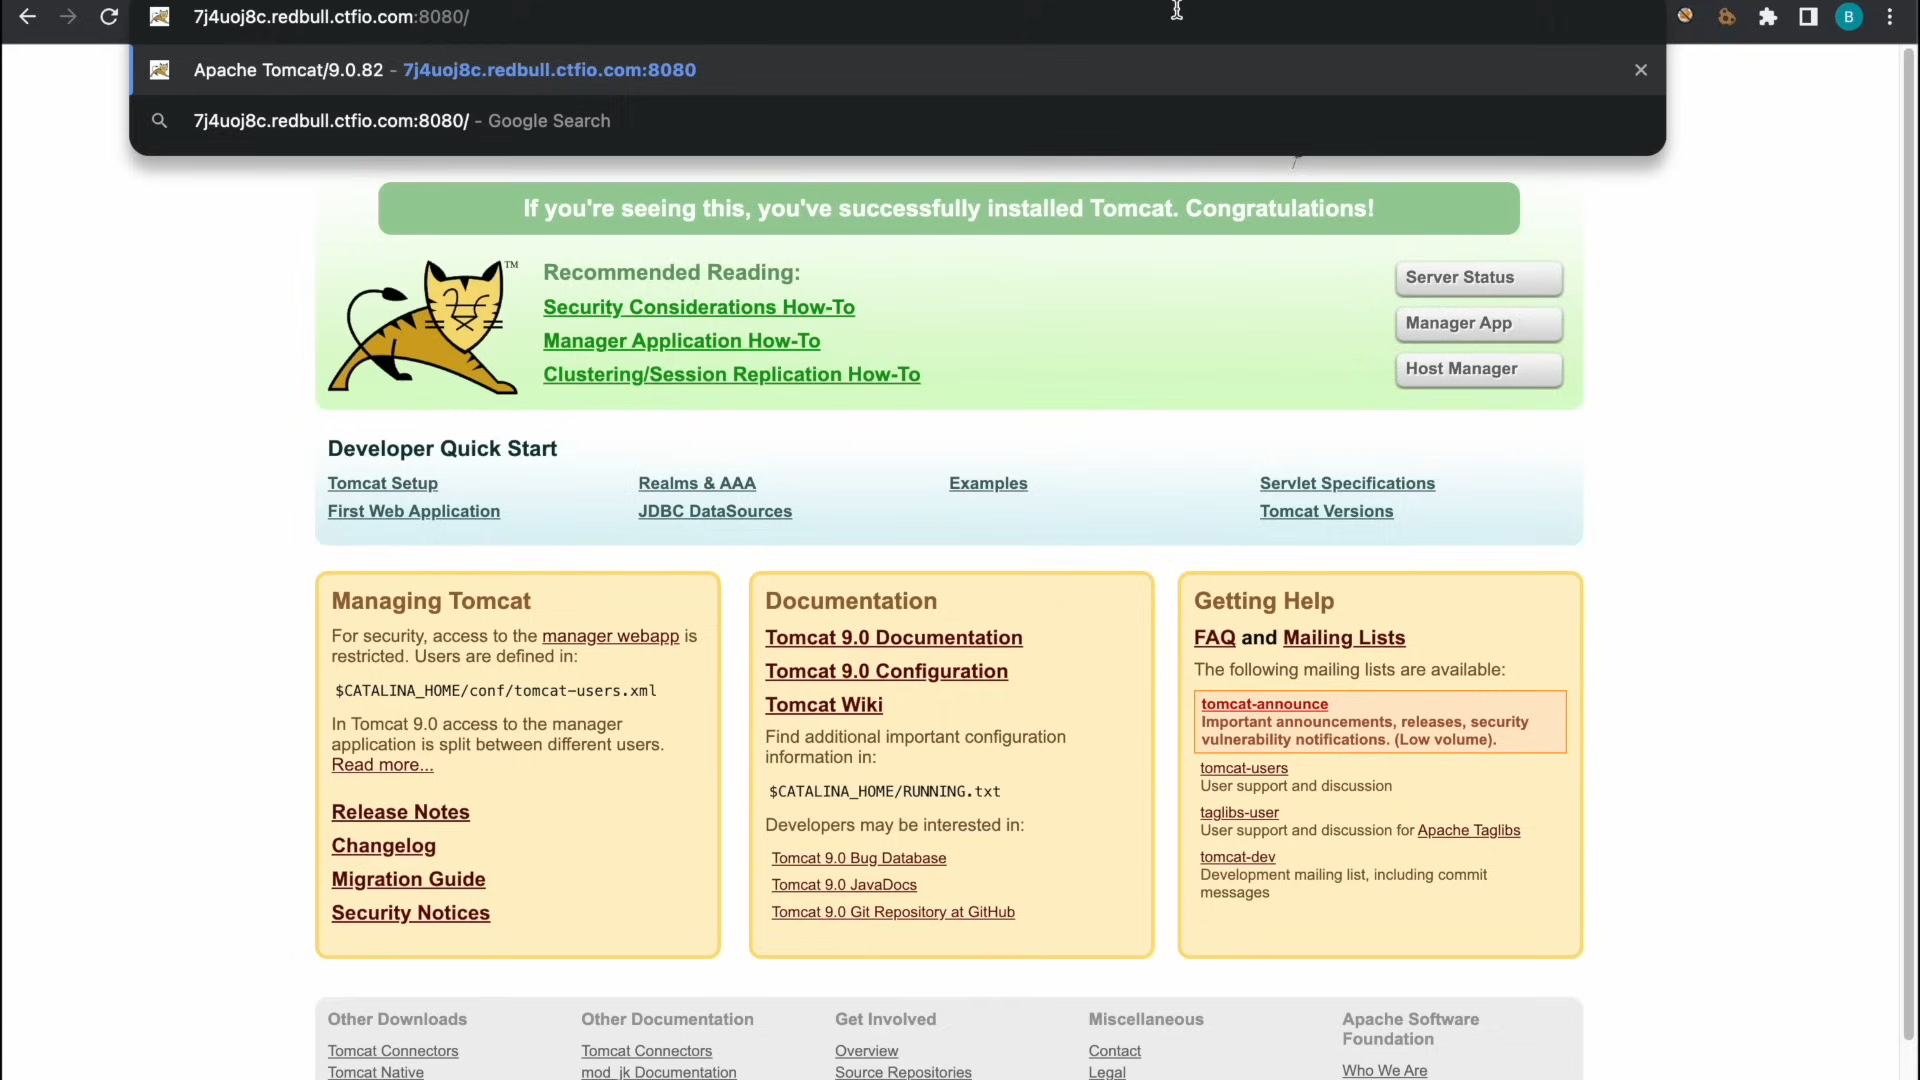 7j4uoj8c.redbull.ctfio.com:8080/
B
Apache Tomcat/9.0.82 - 7j4uoj8c.redbull.ctfio.com:8080
7j4uoj8c.redbull.ctfio.com:8080/ - Google Search
If you're seeing this, you've successfully installed Tomcat. Congratulations!
TM
Recommended Reading:
Security Considerations How-To
Manager Application How-To
Clustering/Session Replication How-To
Server Status
Manager App
Host Manager
Developer Quick Start
Tomcat Setup
First Web Application
Realms & AAA
JDBC DataSources
Examples
Servlet Specifications
Tomcat Versions
Managing Tomcat
For security, access to the manager webapp is
restricted. Users are defined in:
$CATALINA_HOME/conf/tomcat-users.xml
In Tomcat 9.0 access to the manager
application is split between different users.
Read more...
Release Notes
Changelog
Migration Guide
Security Notices
Documentation
Tomcat 9.0 Documentation
Tomcat 9.0 Configuration
Tomcat Wiki
Find additional important configuration
information in:
$CATALINA_HOME/RUNNING.txt
Developers may be interested in:
Tomcat 9.0 Bug Database
Tomcat 9.0 JavaDocs
Tomcat 9.0 Git Repository at GitHub
Getting Help
FAQ and Mailing Lists
The following mailing lists are available:
tomcat-announce
Important announcements, releases, security
vulnerability notifications. (Low volume).
tomcat-users
User support and discussion
taglibs-user
User support and discussion for Apache Taglibs
tomcat-dev
Development mailing list, including commit
messages
Other Downloads
Tomcat Connectors
Tomcat Native
Other Documentation
Tomcat Connectors
mod_jk Documentation
Get Involved
Overview
Source Repositories
Miscellaneous
Contact
Legal
Apache Software
Foundation
Who We Are